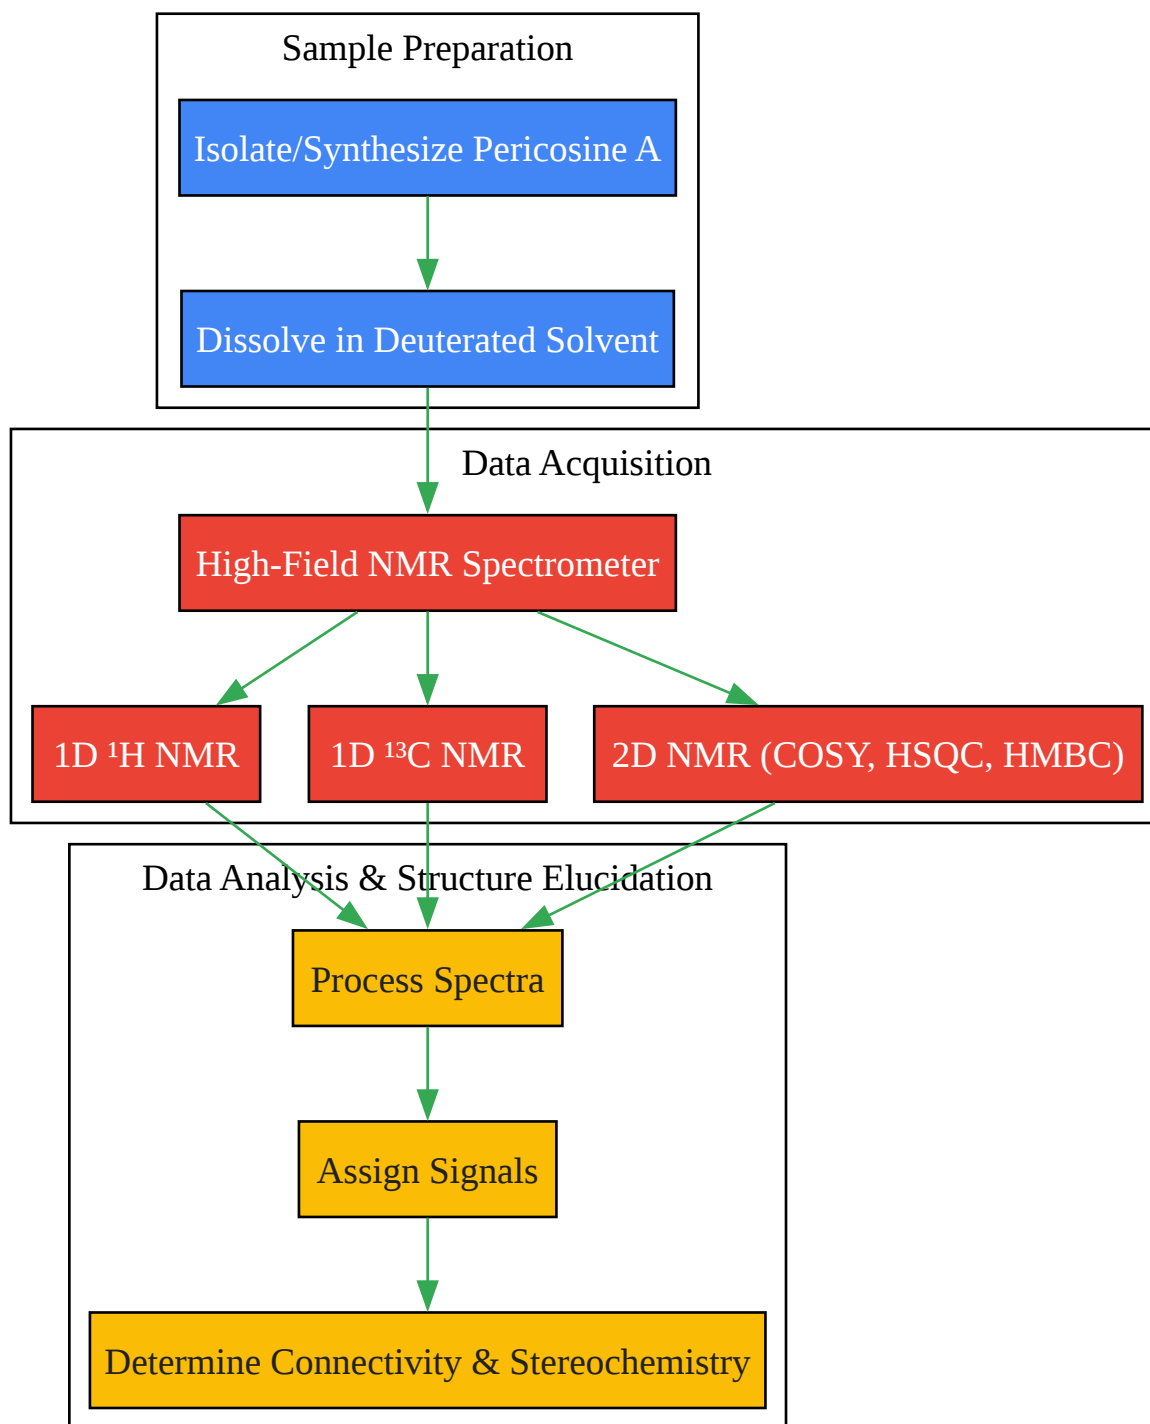 Sample Preparation
Isolate/Synthesize Pericosine A
Dissolve in Deuterated Solvent
Data Acquisition
High-Field NMR Spectrometer
1D ¹H NMR
1D ¹³C NMR
2D NMR (COSY, HSQC, HMBC)
Data Analysis & Structure Elucidation
Process Spectra
Assign Signals
Determine Connectivity & Stereochemistry